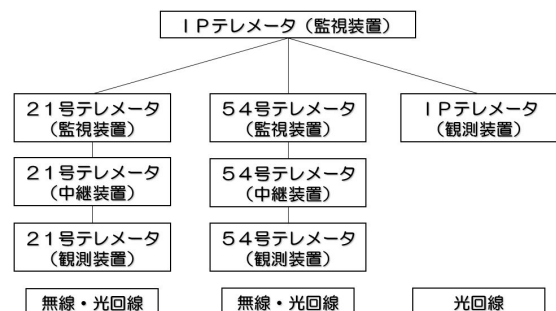 IPテレメータ（監視装置）
21号テレメータ
（監視装置）
54号テレメータ
（監視装置）
IPテレメータ
（観測装置）
21号テレメータ
（中継装置）
54号テレメータ
（中継装置）
21号テレメータ
（観測装置）
54号テレメータ
（観測装置）
無線・光回線
無線・光回線
光回線